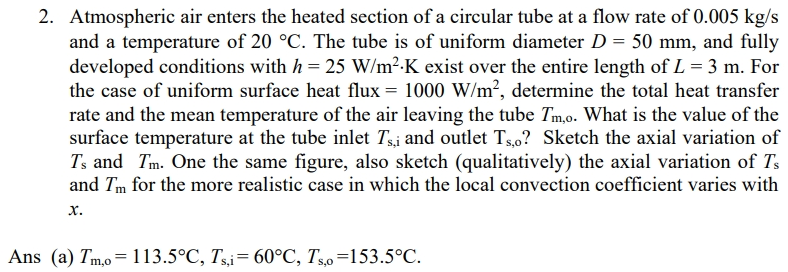 2. Atmospheric air enters the heated section of a circular tube at a flow rate of 0.005 kg/s
and a temperature of 20 °C. The tube is of uniform diameter D = 50 mm, and fully
developed conditions with h = 25 W/m²·K exist over the entire length of L = 3 m. For
the case of uniform surface heat flux = 1000 W/m², determine the total heat transfer
rate and the mean temperature of the air leaving the tube Tm,o. What is the value of the
surface temperature at the tube inlet Ts,i and outlet Ts,o? Sketch the axial variation of
Ts and Tm. One the same figure, also sketch (qualitatively) the axial variation of Ts
and Tm for the more realistic case in which the local convection coefficient varies with
x.
Ans (a) Tm,o = 113.5°C, Ts,i = 60°C, Ts,o =153.5°C.